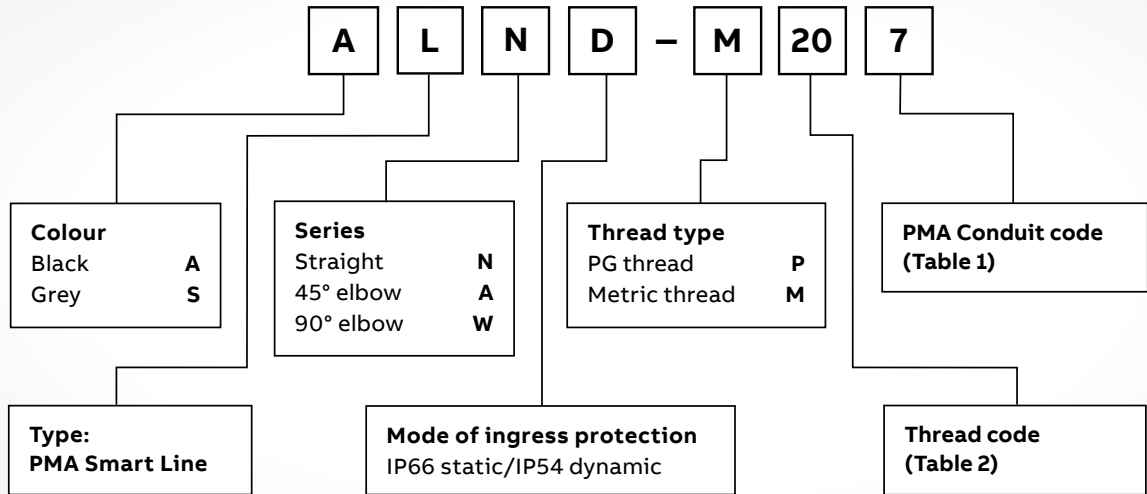 A L N D – M 20 7
Colour
Black A
Grey S
Series
Straight N
45° elbow A
90° elbow W
Thread type
PG thread P
Metric thread M
PMA Conduit code
(Table 1)
Type:
PMA Smart Line
Mode of ingress protection
IP66 static/IP54 dynamic
Thread code
(Table 2)